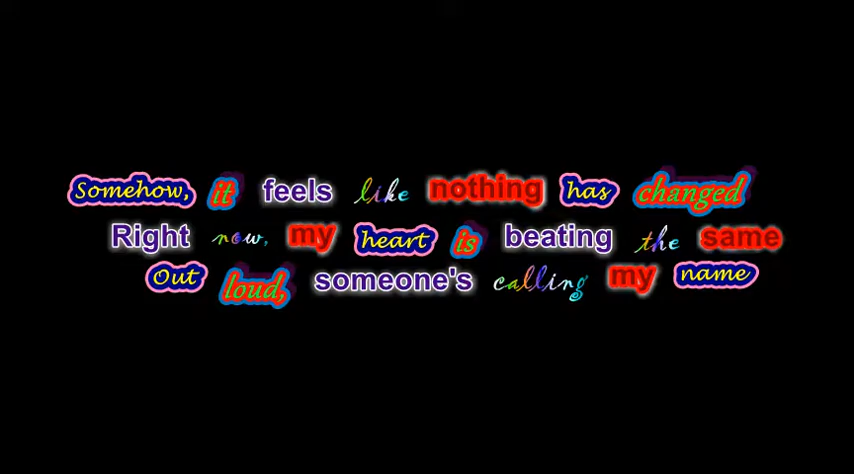 Somehow, it feels like nothing has changed
Right now, my heart is beating the same
Out loud, someone's calling my name